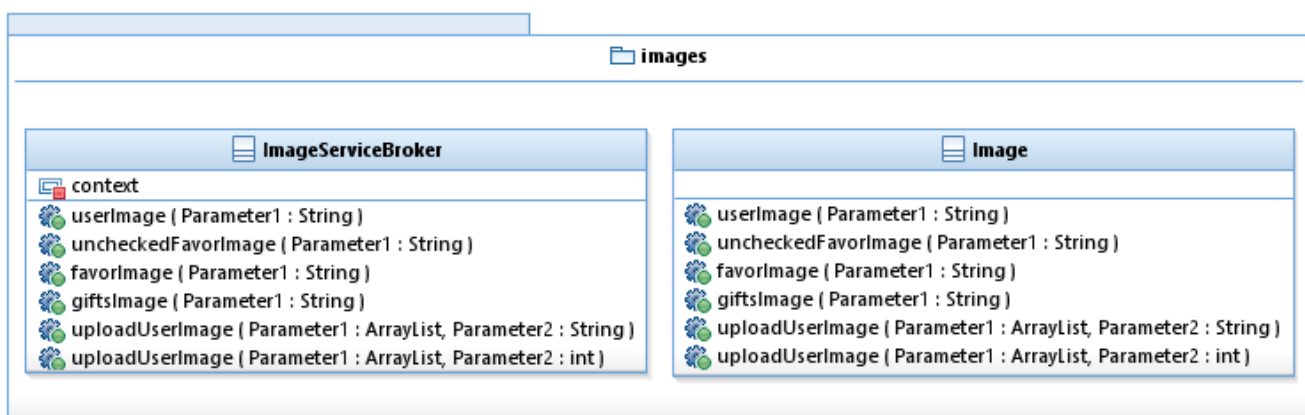 images
ImageServiceBroker
context
userImage ( Parameter1 : String )
uncheckedFavorImage ( Parameter1 : String )
favorImage ( Parameter1 : String )
giftsImage ( Parameter1 : String )
uploadUserImage ( Parameter1 : ArrayList, Parameter2 : String )
uploadUserImage ( Parameter1 : ArrayList, Parameter2 : int )
Image
userImage ( Parameter1 : String )
uncheckedFavorImage ( Parameter1 : String )
favorImage ( Parameter1 : String )
giftsImage ( Parameter1 : String )
uploadUserImage ( Parameter1 : ArrayList, Parameter2 : String )
uploadUserImage ( Parameter1 : ArrayList, Parameter2 : int )